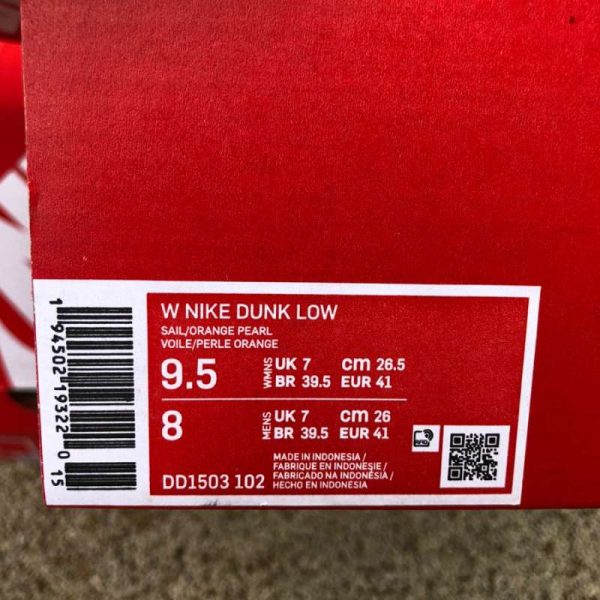 W NIKE DUNK LOW
SAIL/ORANGE PEARL
VOILE/PERLE ORANGE
9.5 WMNS UK 7 cm 26.5
BR 39.5 EUR 41
8 MENS UK 7 cm 26
BR 39.5 EUR 41
MADE IN INDONESIA /
FABRIQUE EN INDONESIE /
FABRICADO NA INDONÉSIA /
HECHO EN INDONESIA
DD1503 102
1 94502 19322 0 15